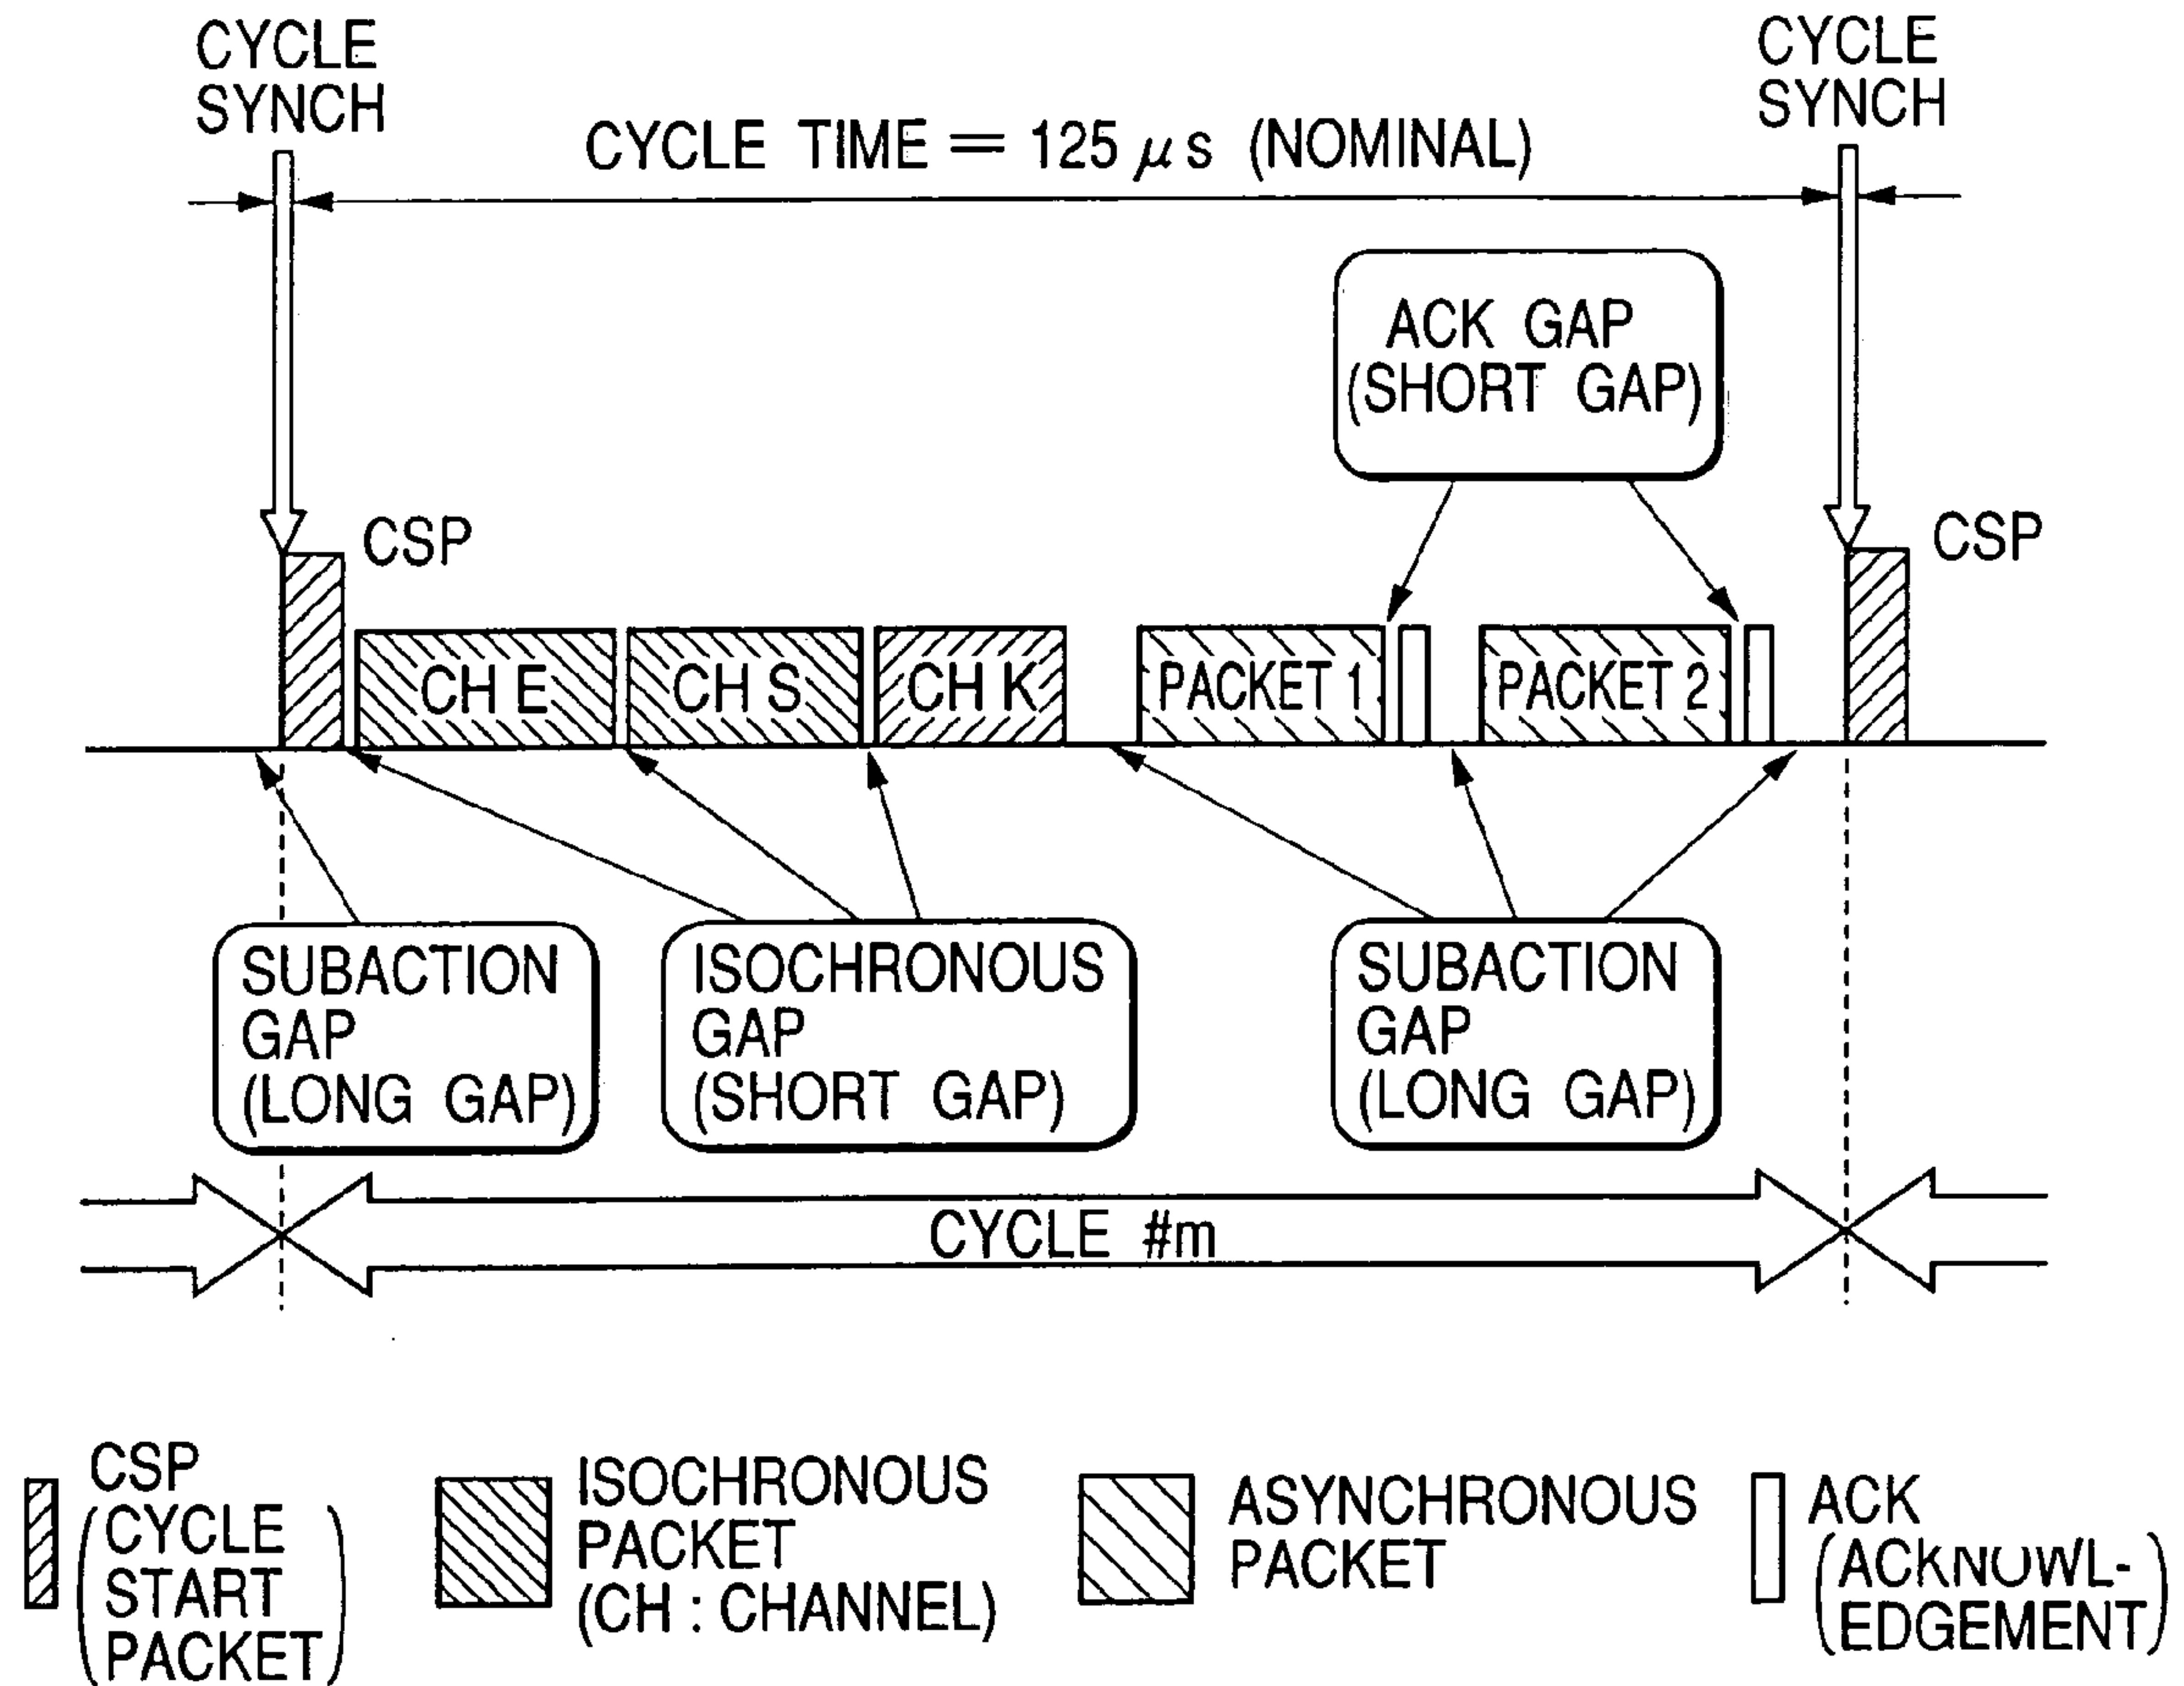 CYCLE
SYNCH
CYCLE
SYNCH
CYCLE TIME = 125 μs (NOMINAL)
ACK GAP
(SHORT GAP)
CSP
CSP
CH E
CH S
CH K
PACKET 1
PACKET 2
SUBACTION
GAP
(LONG GAP)
ISOCHRONOUS
GAP
(SHORT GAP)
SUBACTION
GAP
(LONG GAP)
CYCLE #m
CSP
(CYCLE
START
PACKET)
ISOCHRONOUS
PACKET
(CH : CHANNEL)
ASYNCHRONOUS
PACKET
ACK
(ACKNOWL-
EDGEMENT)